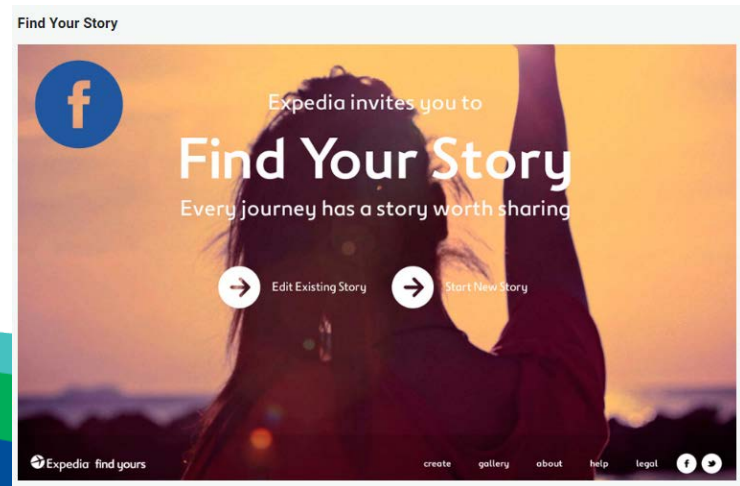 Find Your Story
f
Expedia invites you to
Find Your Story
Every journey has a story worth sharing
Edit Existing Story
Start New Story
Expedia find yours
create gallery about help legal f